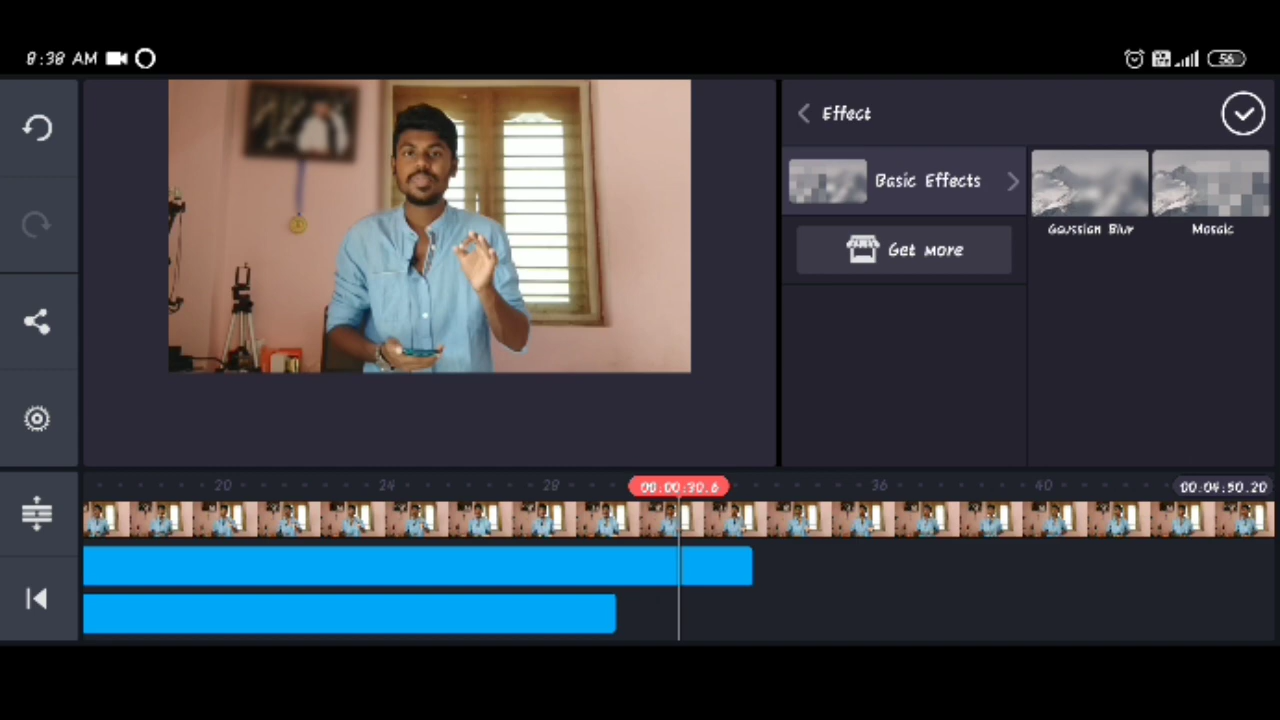 8:38 AM
56
Effect
Basic Effects
Get more
Gaussian Blur
Mosaic
20
24
28
00:00:30.6
36
40
00:04:50.20